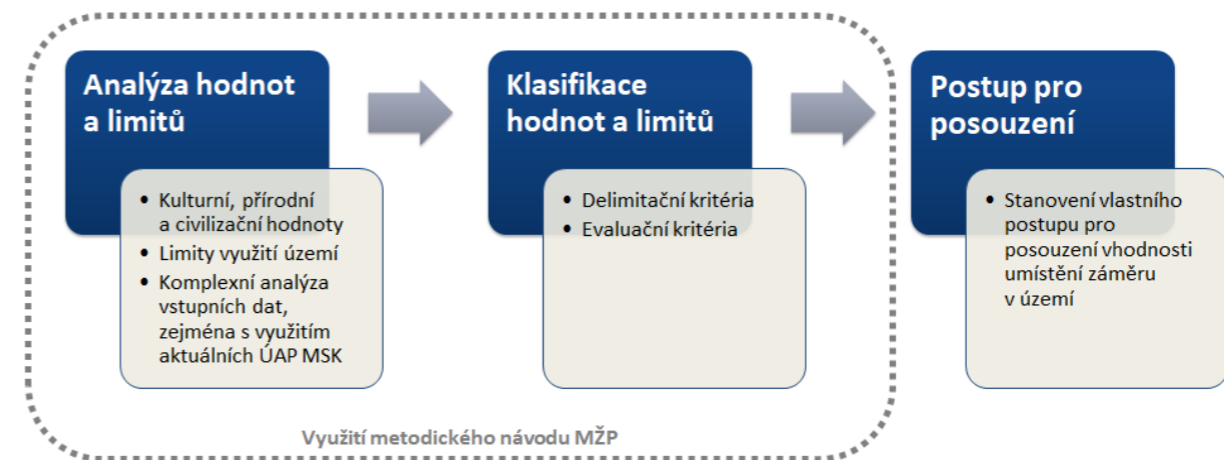 Analýza hodnot
a limitů
• Kulturní, přírodní
a civilizační hodnoty
• Limity využití území
• Komplexní analýza
vstupních dat,
zejména s využitím
aktuálních ÚAP MSK
Klasifikace
hodnot a limitů
• Delimitační kritéria
• Evaluační kritéria
Postup pro
posouzení
• Stanovení vlastního
postupu pro
posouzení vhodnosti
umístění záměru
v území
Využití metodického návodu MŽP